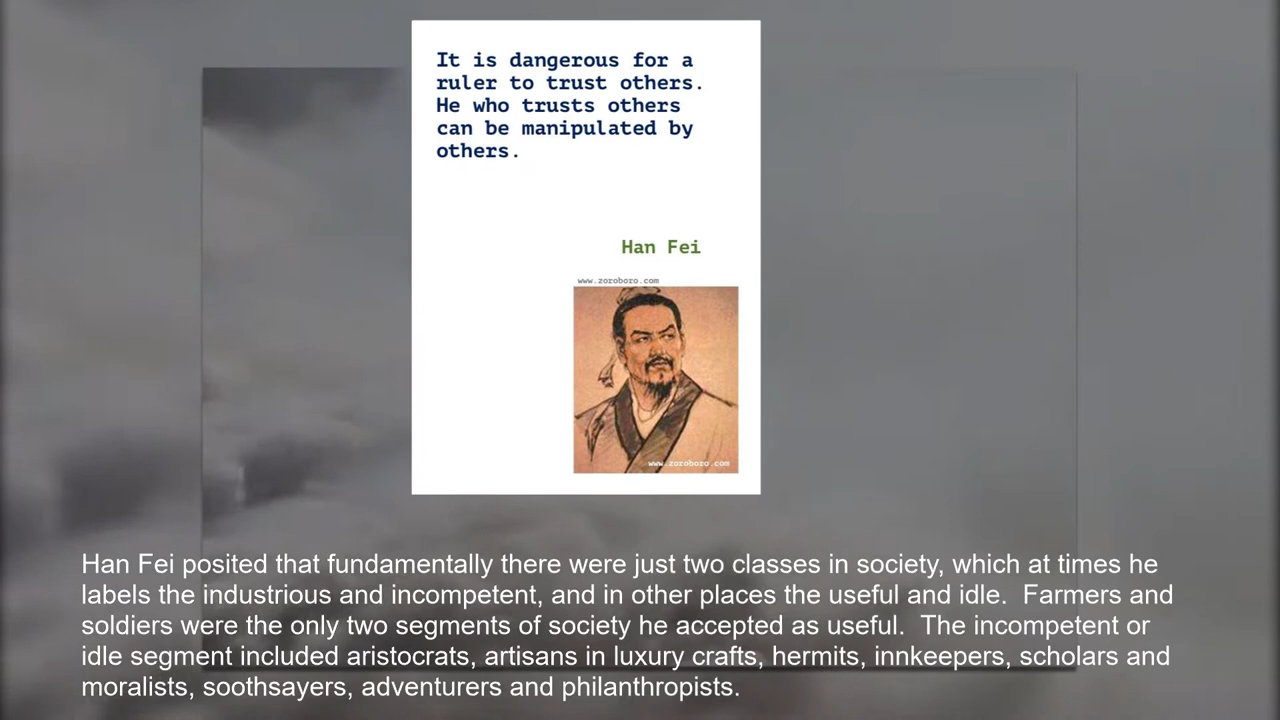 It is dangerous for a
ruler to trust others.
He who trusts others
can be manipulated by
others.
Han Fei
www.zoroboro.com
www.zoroboro.com
Han Fei posited that fundamentally there were just two classes in society, which at times he
labels the industrious and incompetent, and in other places the useful and idle.  Farmers and
soldiers were the only two segments of society he accepted as useful.  The incompetent or
idle segment included aristocrats, artisans in luxury crafts, hermits, innkeepers, scholars and
moralists, soothsayers, adventurers and philanthropists.